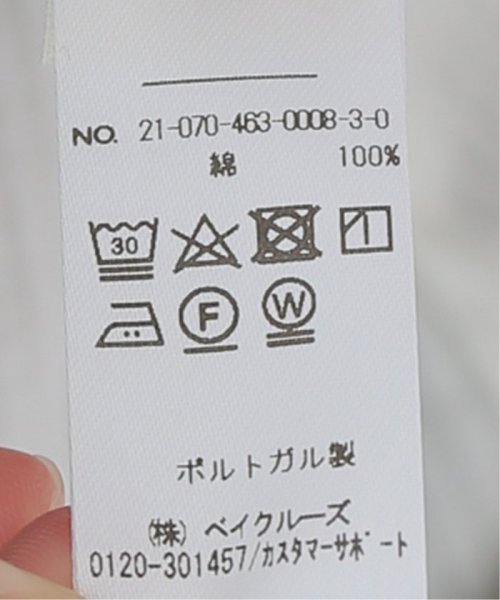 NO. 21-070-463-0008-3-0
綿 100%
30
F W
ポルトガル製
(株) ベイクルーズ
0120-301457/カスタマーサポート